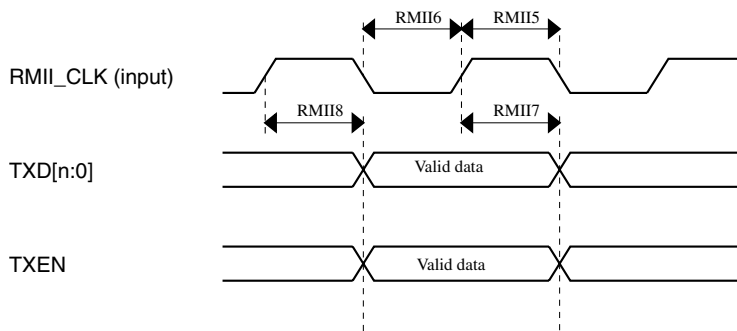 RMII6 RMII5
RMII_CLK (input)
RMII8 RMII7
TXD[n:0] Valid data
TXEN Valid data